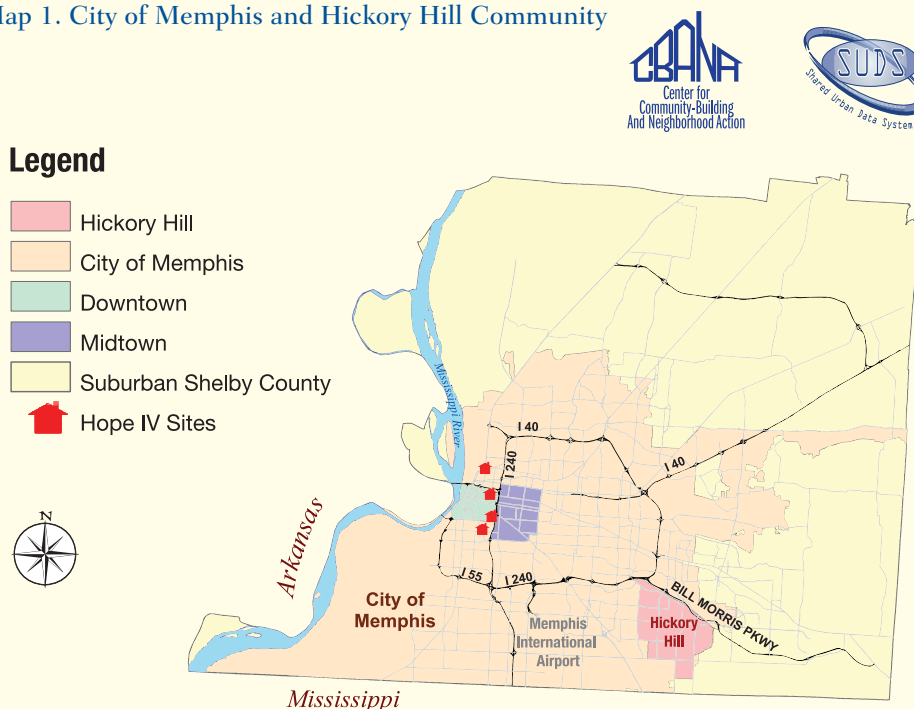 Map 1. City of Memphis and Hickory Hill Community
CBANA
Center for
Community-Building
And Neighborhood Action
SUDS
Shared Urban Data System
Legend
Hickory Hill
City of Memphis
Downtown
Midtown
Suburban Shelby County
Hope IV Sites
N
Mississippi River
I 40
I 240
I 40
Arkansas
I 55
I 240
City of
Memphis
Memphis
International
Airport
BILL MORRIS PKWY
Hickory
Hill
Mississippi